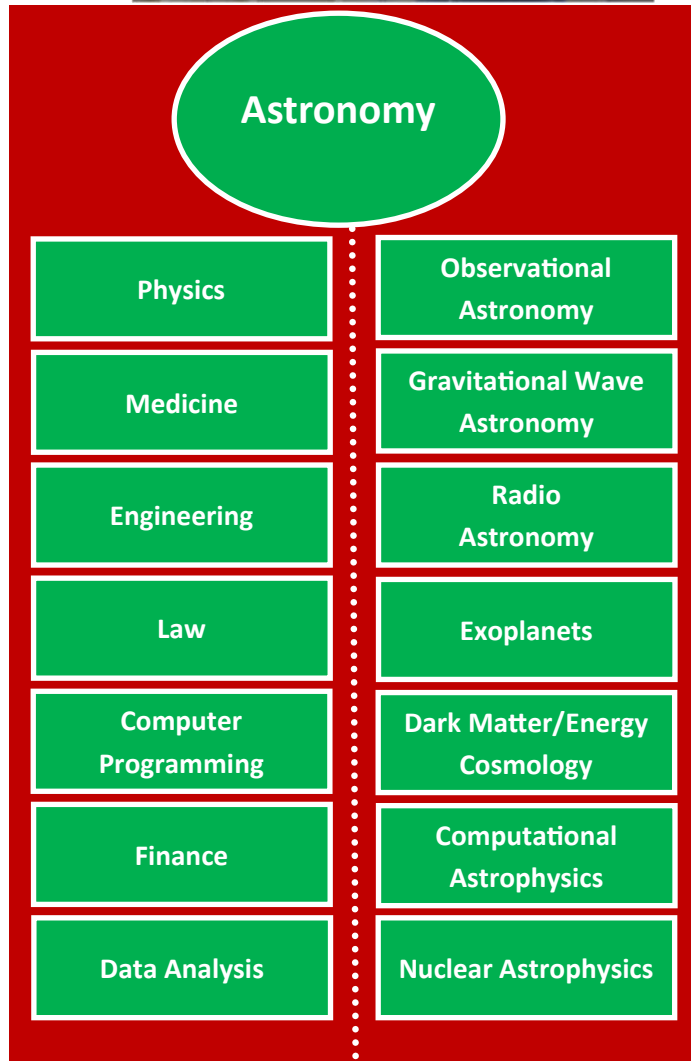 Astronomy
Physics
Medicine
Engineering
Law
Computer
Programming
Finance
Data Analysis
Observational
Astronomy
Gravitational Wave
Astronomy
Radio
Astronomy
Exoplanets
Dark Matter/Energy
Cosmology
Computational
Astrophysics
Nuclear Astrophysics